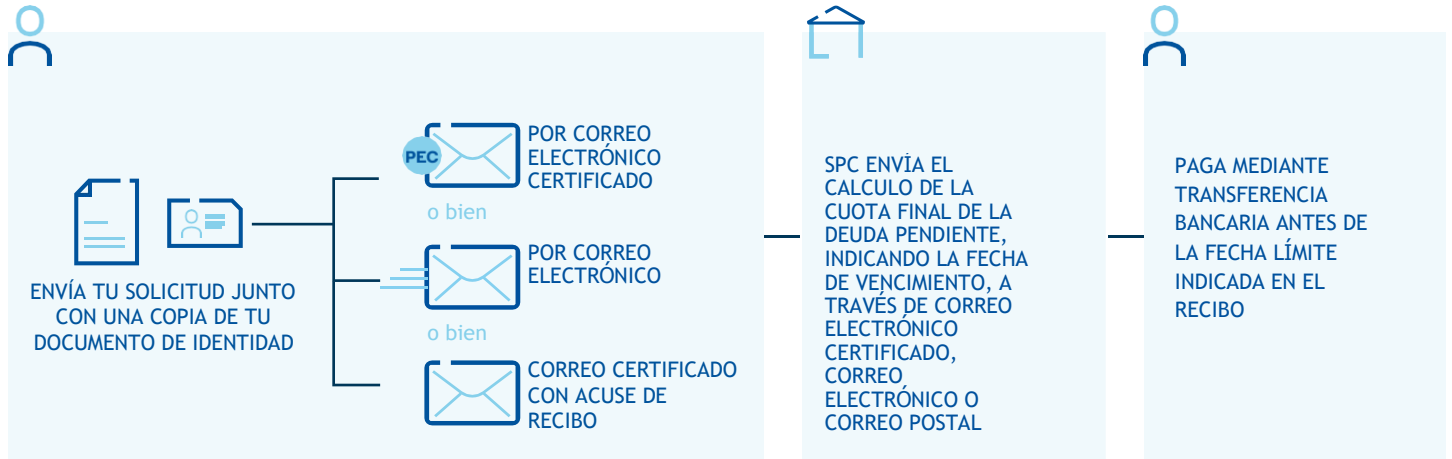 ENVÍA TU SOLICITUD JUNTO
CON UNA COPIA DE TU
DOCUMENTO DE IDENTIDAD
PEC
POR CORREO
ELECTRÓNICO
CERTIFICADO
o bien
POR CORREO
ELECTRÓNICO
o bien
CORREO CERTIFICADO
CON ACUSE DE
RECIBO
SPC ENVÌA EL
CALCULO DE LA
CUOTA FINAL DE LA
DEUDA PENDIENTE,
INDICANDO LA FECHA
DE VENCIMIENTO, A
TRAVÉS DE CORREO
ELECTRÓNICO
CERTIFICADO,
CORREO
ELECTRÓNICO O
CORREO POSTAL
PAGA MEDIANTE
TRANSFERENCIA
BANCARIA ANTES DE
LA FECHA LÍMITE
INDICADA EN EL
RECIBO